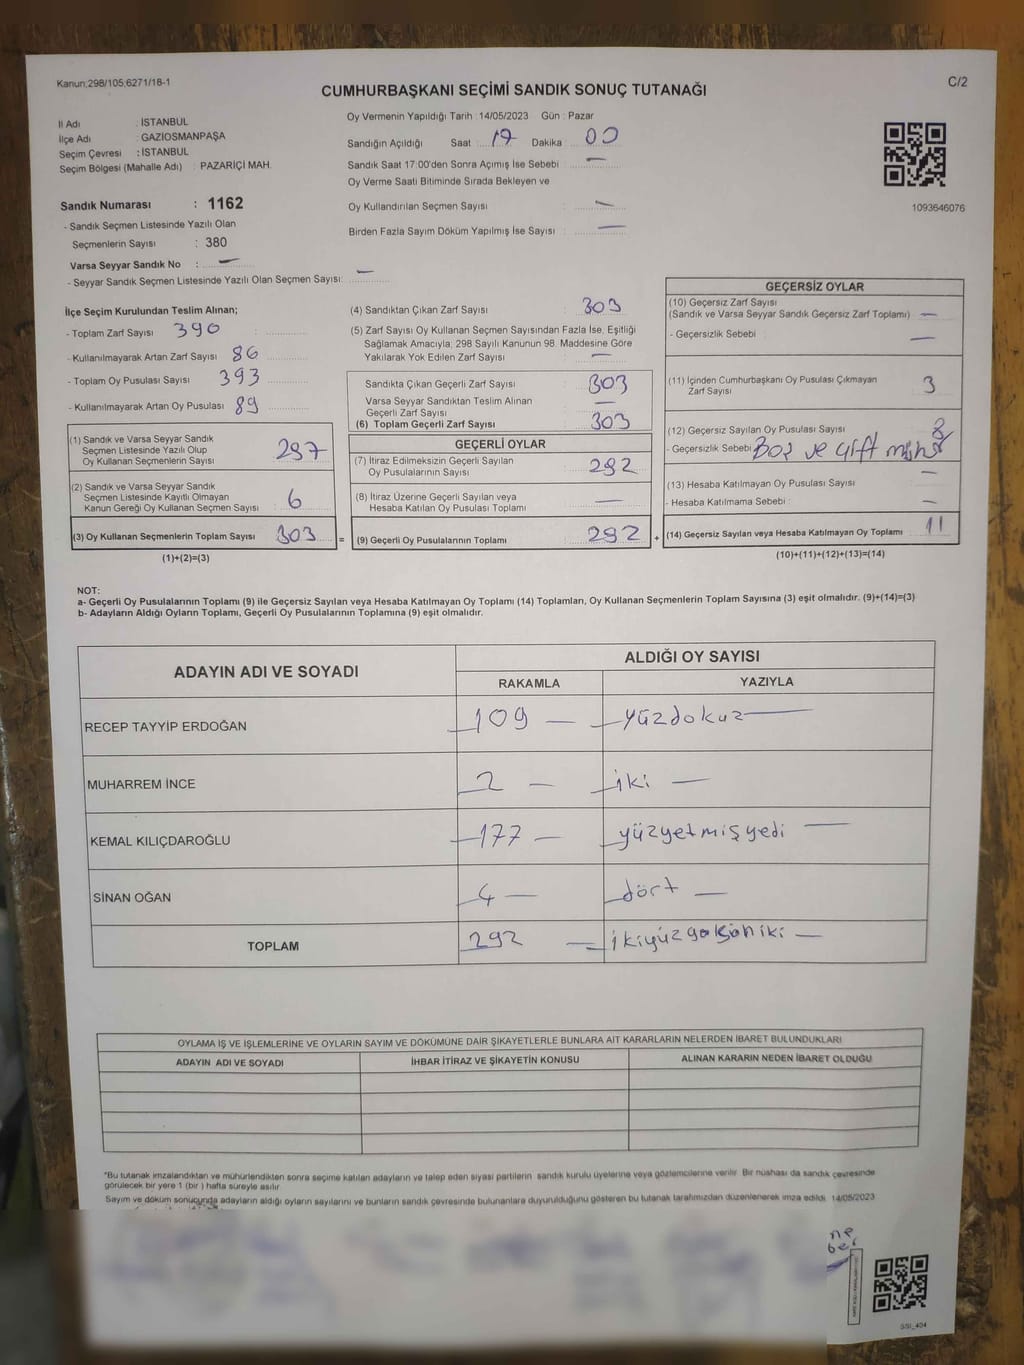 Kanun;298/105;6271/18-1
C/2
CUMHURBAŞKANI SEÇİMİ SANDIK SONUÇ TUTANAĞI
İl Adı : İSTANBUL
İlçe Adı : GAZİOSMANPAŞA
Seçim Çevresi : İSTANBUL
Seçim Bölgesi (Mahalle Adı) : PAZARİÇİ MAH.
Sandık Numarası : 1162
- Sandık Seçmen Listesinde Yazılı Olan
Seçmenlerin Sayısı : 380
Varsa Seyyar Sandık No : —
- Seyyar Sandık Seçmen Listesinde Yazılı Olan Seçmen Sayısı: —
Oy Vermenin Yapıldığı Tarih : 14/05/2023 Gün : Pazar
Sandığın Açıldığı Saat : 17 Dakika 00
Sandık Saat 17:00'den Sonra Açımış İse Sebebi : —
Oy Verme Saati Bitiminde Sırada Bekleyen ve
Oy Kullandırılan Seçmen Sayısı : —
Birden Fazla Sayım Döküm Yapılmış İse Sayısı : —
1093646076
İlçe Seçim Kurulundan Teslim Alınan;
- Toplam Zarf Sayısı 390
- Kullanılmayarak Artan Zarf Sayısı 86
- Toplam Oy Pusulası Sayısı 393
- Kullanılmayarak Artan Oy Pusulası 89
(1) Sandık ve Varsa Seyyar Sandık
Seçmen Listesinde Yazılı Olup
Oy Kullanan Seçmenlerin Sayısı 297
(2) Sandık ve Varsa Seyyar Sandık
Seçmen Listesinde Kayıtlı Olmayan
Kanun Gereği Oy Kullanan Seçmen Sayısı 6
(3) Oy Kullanan Seçmenlerin Toplam Sayısı 303
(1)+(2)=(3)
(4) Sandıktan Çıkan Zarf Sayısı : 303
(5) Zarf Sayısı Oy Kullanan Seçmen Sayısından Fazla İse, Eşitliği
Sağlamak Amacıyla; 298 Sayılı Kanunun 98. Maddesine Göre
Yakılarak Yok Edilen Zarf Sayısı : —
Sandıkta Çıkan Geçerli Zarf Sayısı : 303
Varsa Seyyar Sandıktan Teslim Alınan
Geçerli Zarf Sayısı : —
(6) Toplam Geçerli Zarf Sayısı : 303
GEÇERLİ OYLAR
(7) İtiraz Edilmeksizin Geçerli Sayılan
Oy Pusulalarının Sayısı : 292
(8) İtiraz Üzerine Geçerli Sayılan veya
Hesaba Katılan Oy Pusulası Toplamı : —
= (9) Geçerli Oy Pusulalarının Toplamı : 292 +
GEÇERSİZ OYLAR
(10) Geçersiz Zarf Sayısı
(Sandık ve Varsa Seyyar Sandık Geçersiz Zarf Toplamı) : —
- Geçersizlik Sebebi : —
(11) İçinden Cumhurbaşkanı Oy Pusulası Çıkmayan
Zarf Sayısı 3
(12) Geçersiz Sayılan Oy Pusulası Sayısı 8
- Geçersizlik Sebebi Boş ve çift mühür
(13) Hesaba Katılmayan Oy Pusulası Sayısı : —
- Hesaba Katılmama Sebebi : —
(14) Geçersiz Sayılan veya Hesaba Katılmayan Oy Toplamı 11
(10)+(11)+(12)+(13)=(14)
NOT:
a- Geçerli Oy Pusulalarının Toplamı (9) ile Geçersiz Sayılan veya Hesaba Katılmayan Oy Toplamı (14) Toplamları, Oy Kullanan Seçmenlerin Toplam Sayısına (3) eşit olmalıdır. (9)+(14)=(3)
b- Adayların Aldığı Oyların Toplamı, Geçerli Oy Pusulalarının Toplamına (9) eşit olmalıdır.
ADAYIN ADI VE SOYADI ALDIĞI OY SAYISI
RAKAMLA YAZIYLA
RECEP TAYYİP ERDOĞAN —109— —yüzdokuz—
MUHARREM İNCE —2— —iki—
KEMAL KILIÇDAROĞLU —177— —yüzyetmişyedi—
SİNAN OĞAN —4— —dört—
TOPLAM 292 — —ikiyüzdoksaniki—
OYLAMA İŞ VE İŞLEMLERİNE VE OYLARIN SAYIM VE DÖKÜMÜNE DAİR ŞİKAYETLERLE BUNLARA AİT KARARLARIN NELERDEN İBARET BULUNDUKLARI
ADAYIN ADI VE SOYADI İHBAR İTİRAZ VE ŞİKAYETİN KONUSU ALINAN KARARIN NEDEN İBARET OLDUĞU
*Bu tutanak imzalandıktan ve mühürlendikten sonra seçime katılan adayların ve talep eden siyasi partilerin sandık kurulu üyelerine veya gözlemcilerine verilir. Bir nüshası da sandık çevresinde
görülecek bir yere 1 (bir ) hafta süreyle asılır.
Sayım ve döküm sonucunda adayların aldığı oyların sayılarını ve bunların sandık çevresinde bulunanlara duyurulduğunu gösteren bu tutanak tarafımızdan düzenlenerek imza edildi. 14/05/2023